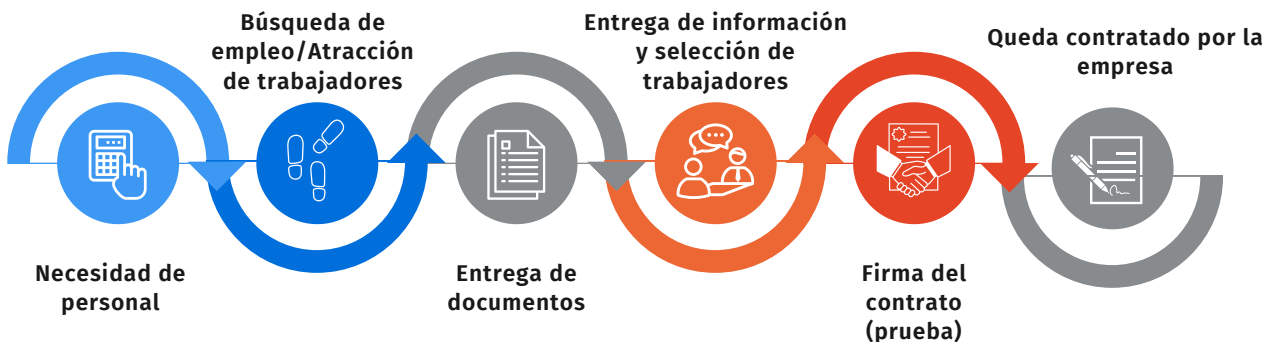 Necesidad de
personal
Búsqueda de
empleo/Atracción
de trabajadores
Entrega de
documentos
Entrega de información
y selección de
trabajadores
Firma del
contrato
(prueba)
Queda contratado por la
empresa